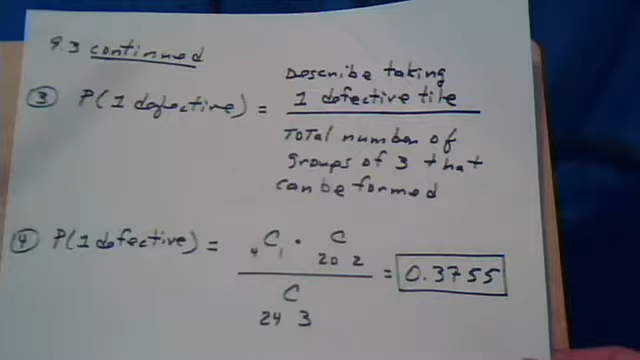 9.3 continued
③ P(1 defective) = Describe taking
1 defective tile
Total number of
groups of 3 that
can be formed
④ P(1 defective) = 4C1 · 20C2
24C3
= 0.3755